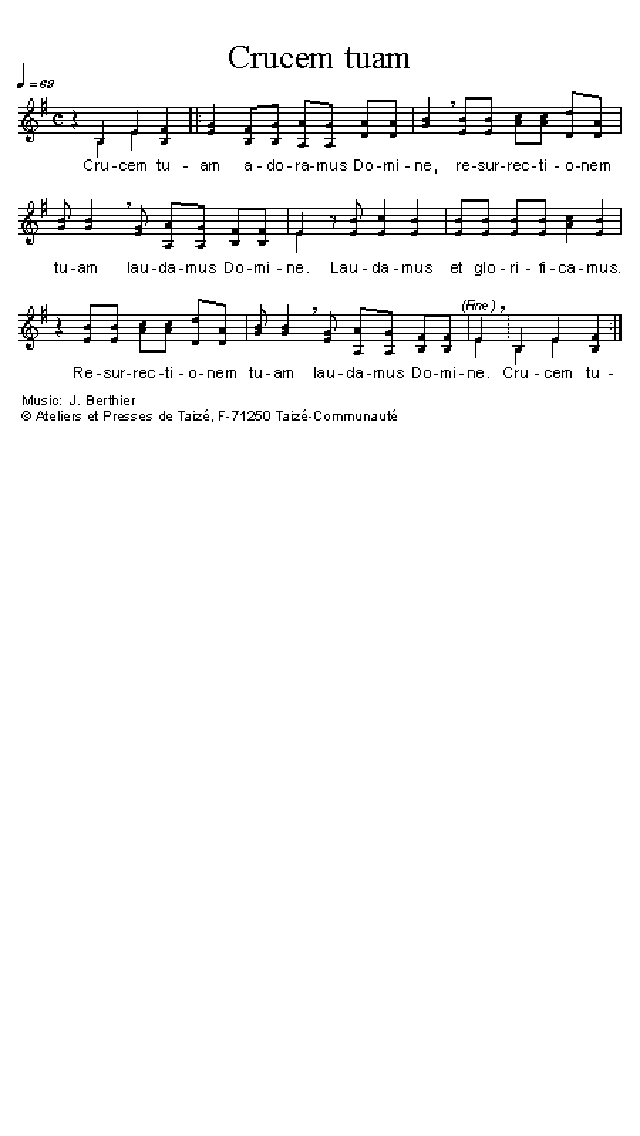 Crucem tuam
= 69
Cru-cem tu - am a-do-ra-mus Do-mi-ne, re-sur-rec-ti-o-nem
tu-am lau-da-mus Do-mi-ne. Lau-da-mus et glo-ri-fi-ca-mus.
(Fine)
Re-sur-rec-ti-o-nem tu-am lau-da-mus Do-mi-ne. Cru-cem tu -
Music: J. Berthier
© Ateliers et Presses de Taizé, F-71250 Taizé-Communauté